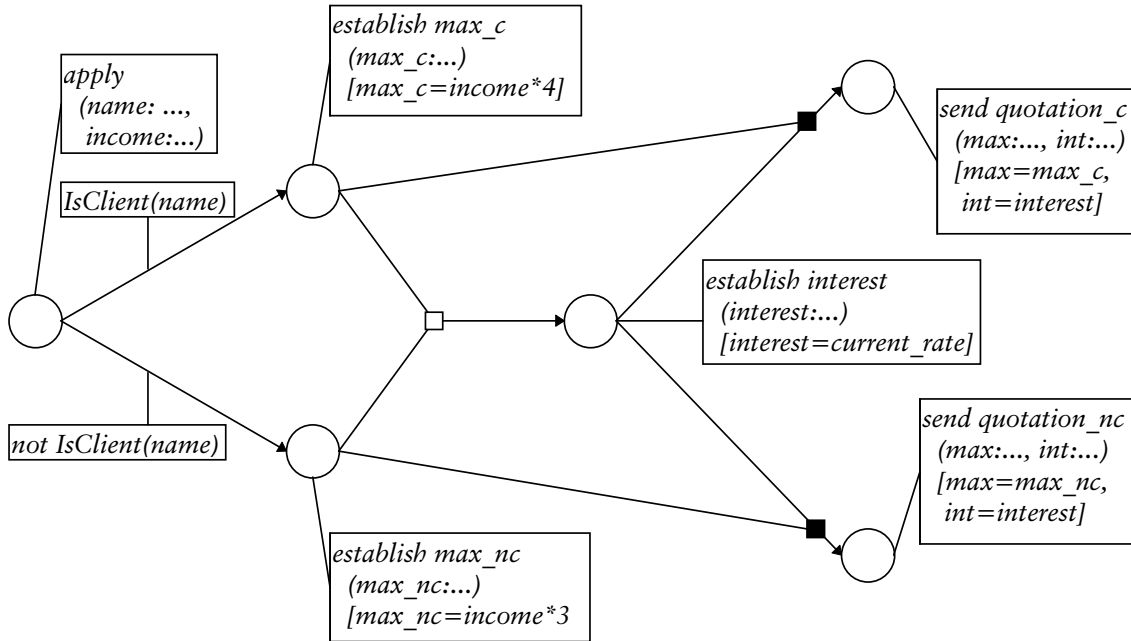 establish max_c
(max_c:...)
[max_c=income*4]
apply
(name: ...,
income:...)
send quotation_c
(max:..., int:...)
[max=max_c,
int=interest]
IsClient(name)
establish interest
(interest:...)
[interest=current_rate]
not IsClient(name)
send quotation_nc
(max:..., int:...)
[max=max_nc,
int=interest]
establish max_nc
(max_nc:...)
[max_nc=income*3